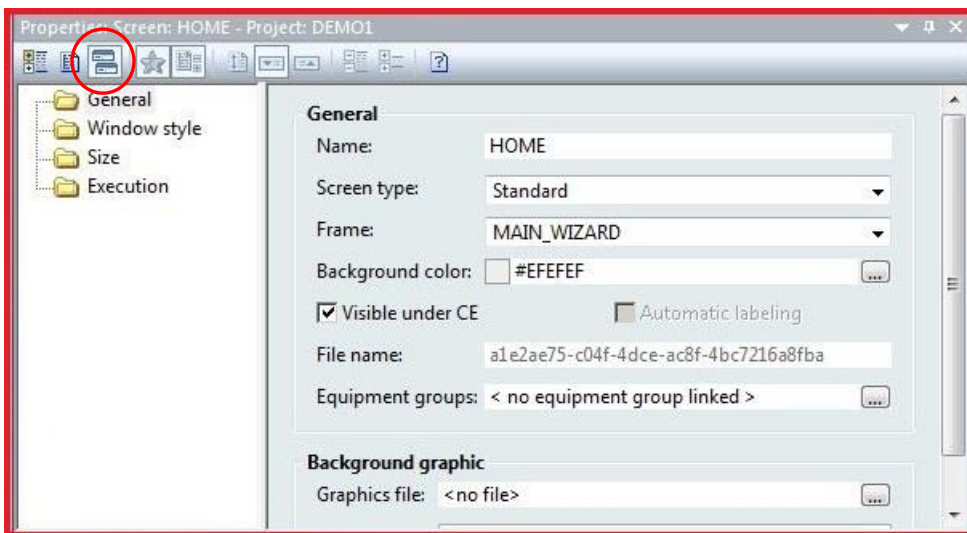 Properties: Screen: HOME - Project: DEMO1
General
Window style
Size
Execution
General
Name: HOME
Screen type: Standard
Frame: MAIN_WIZARD
Background color: #EFEFEF
Visible under CE Automatic labeling
File name: a1e2ae75-c04f-4dce-ac8f-4bc7216a8fba
Equipment groups: < no equipment group linked >
Background graphic
Graphics file: <no file>